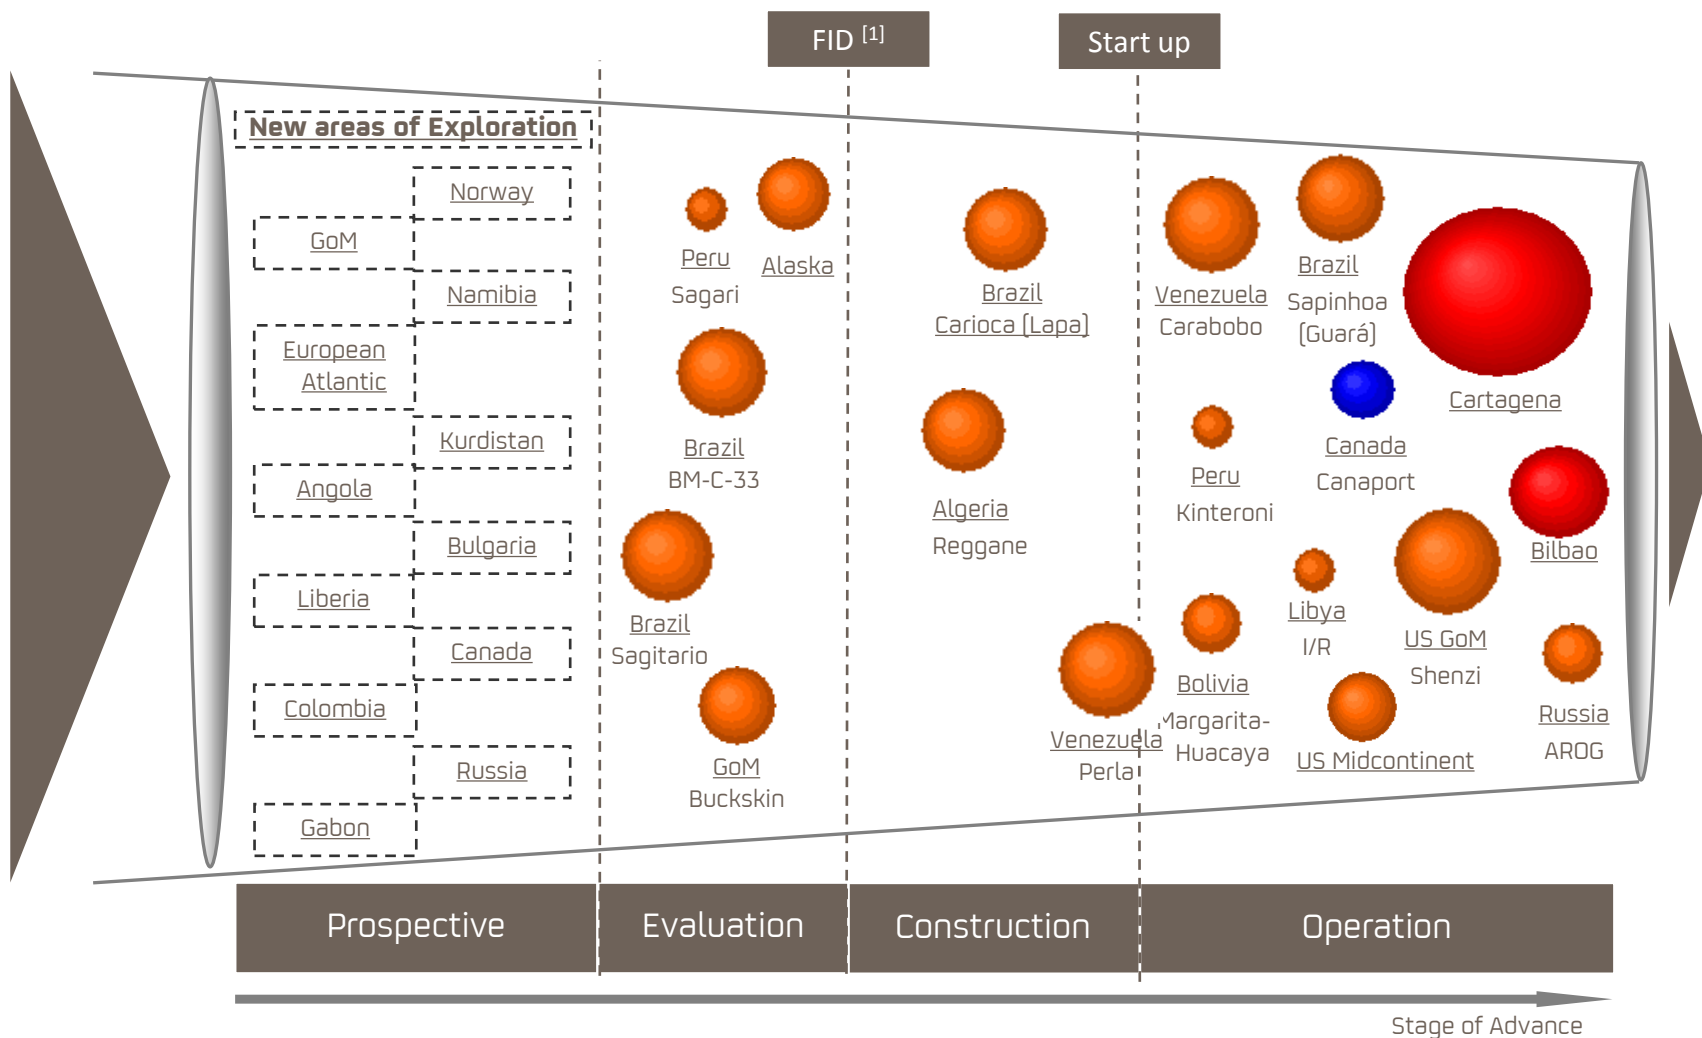 FID [1]
Start up
New areas of Exploration
Norway
GoM
Namibia
European
Atlantic
Kurdistan
Angola
Bulgaria
Liberia
Canada
Colombia
Russia
Gabon
Peru
Sagari
Alaska
Brazil
BM-C-33
Brazil
Sagitario
GoM
Buckskin
Brazil
Carioca (Lapa)
Algeria
Reggane
Venezuela
Perla
Venezuela
Carabobo
Brazil
Sapinhoa
(Guará)
Cartagena
Canada
Canaport
Peru
Kinteroni
Bilbao
Libya
I/R
US GoM
Shenzi
Bolivia
Margarita-
Huacaya
US Midcontinent
Russia
AROG
Prospective
Evaluation
Construction
Operation
Stage of Advance